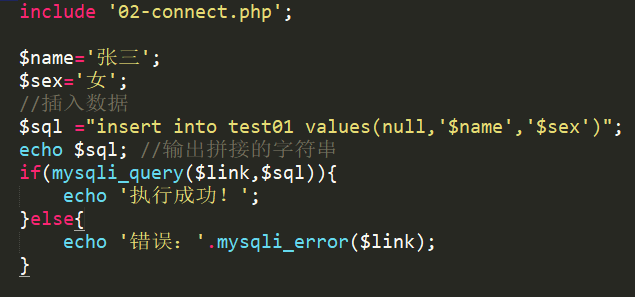 include '02-connect.php';
$name='张三';
$sex='女';
//插入数据
$sql ="insert into test01 values(null,'$name','$sex')";
echo $sql; //输出拼接的字符串
if(mysqli_query($link,$sql)){
    echo '执行成功！';
}else{
    echo '错误：'.mysqli_error($link);
}